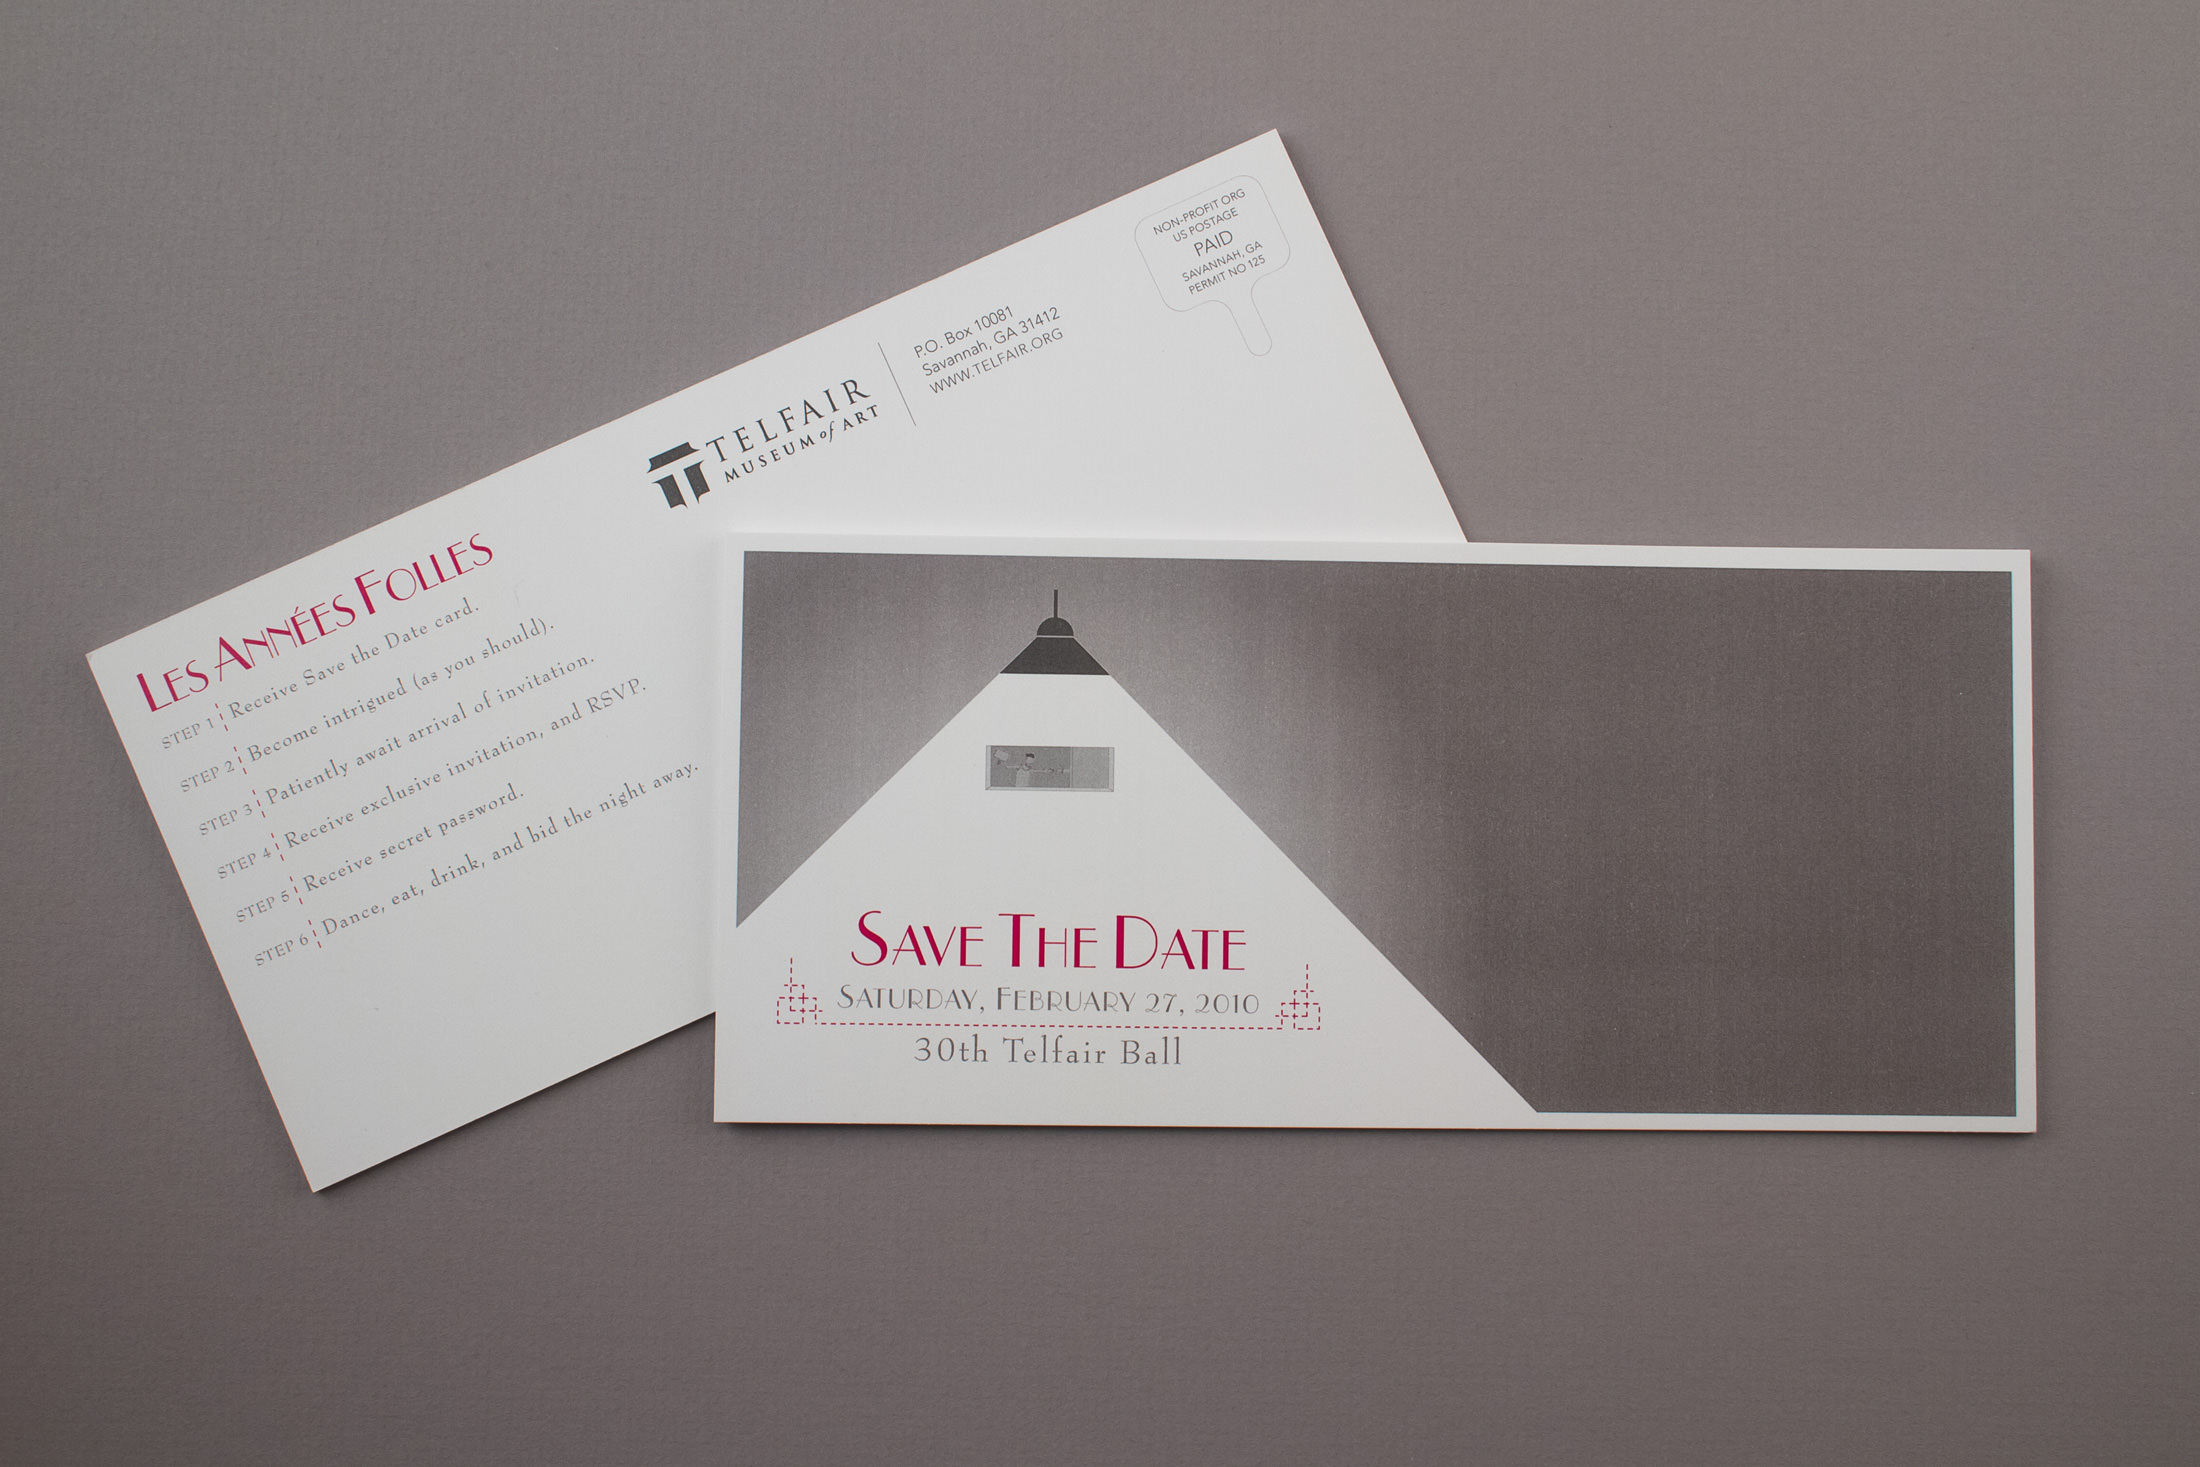 NON-PROFIT ORG
US POSTAGE
PAID
SAVANNAH, GA
PERMIT NO 125
P.O. Box 10081
Savannah, GA 31412
WWW.TELFAIR.ORG
TELFAIR
MUSEUM of ART
LES ANNÉES FOLLES
STEP 1 Receive Save the Date card.
STEP 2 Become intrigued (as you should).
STEP 3 Patiently await arrival of invitation.
STEP 4 Receive exclusive invitation, and RSVP.
STEP 5 Receive secret password.
STEP 6 Dance, eat, drink, and bid the night away.
SAVE THE DATE
SATURDAY, FEBRUARY 27, 2010
30th Telfair Ball